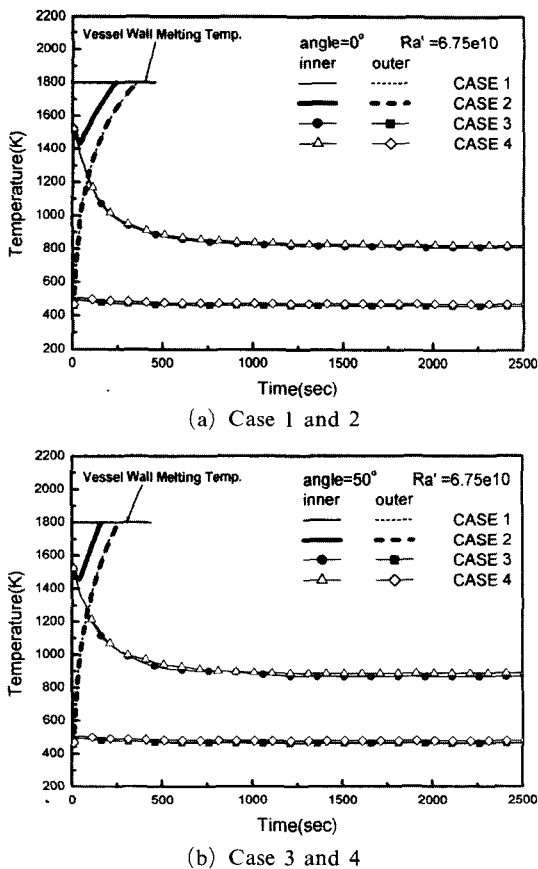 2200
2000
1800
1600
1400
1200
1000
800
600
400
200
Temperature(K)
Vessel Wall Melting Temp.
angle=0° Ra'=6.75e10
inner outer
CASE 1
CASE 2
CASE 3
CASE 4
0 500 1000 1500 2000 2500
Time(sec)
(a) Case 1 and 2
2200
2000
1800
1600
1400
1200
1000
800
600
400
200
Temperature(K)
Vessel Wall Melting Temp.
angle=50° Ra'=6.75e10
inner outer
CASE 1
CASE 2
CASE 3
CASE 4
0 500 1000 1500 2000 2500
Time(sec)
(b) Case 3 and 4